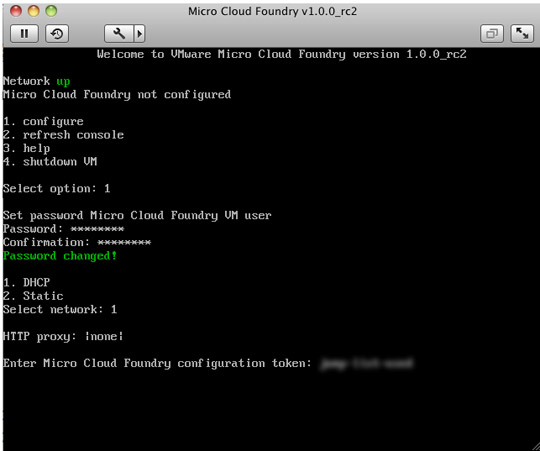 Micro Cloud Foundry v1.0.0_rc2
Welcome to VMware Micro Cloud Foundry version 1.0.0_rc2
Network up
Micro Cloud Foundry not configured
1. configure
2. refresh console
3. help
4. shutdown VM
Select option: 1
Set password Micro Cloud Foundry VM user
Password: ********
Confirmation: ********
Password changed!
1. DHCP
2. Static
Select network: 1
HTTP proxy: |none|
Enter Micro Cloud Foundry configuration token: